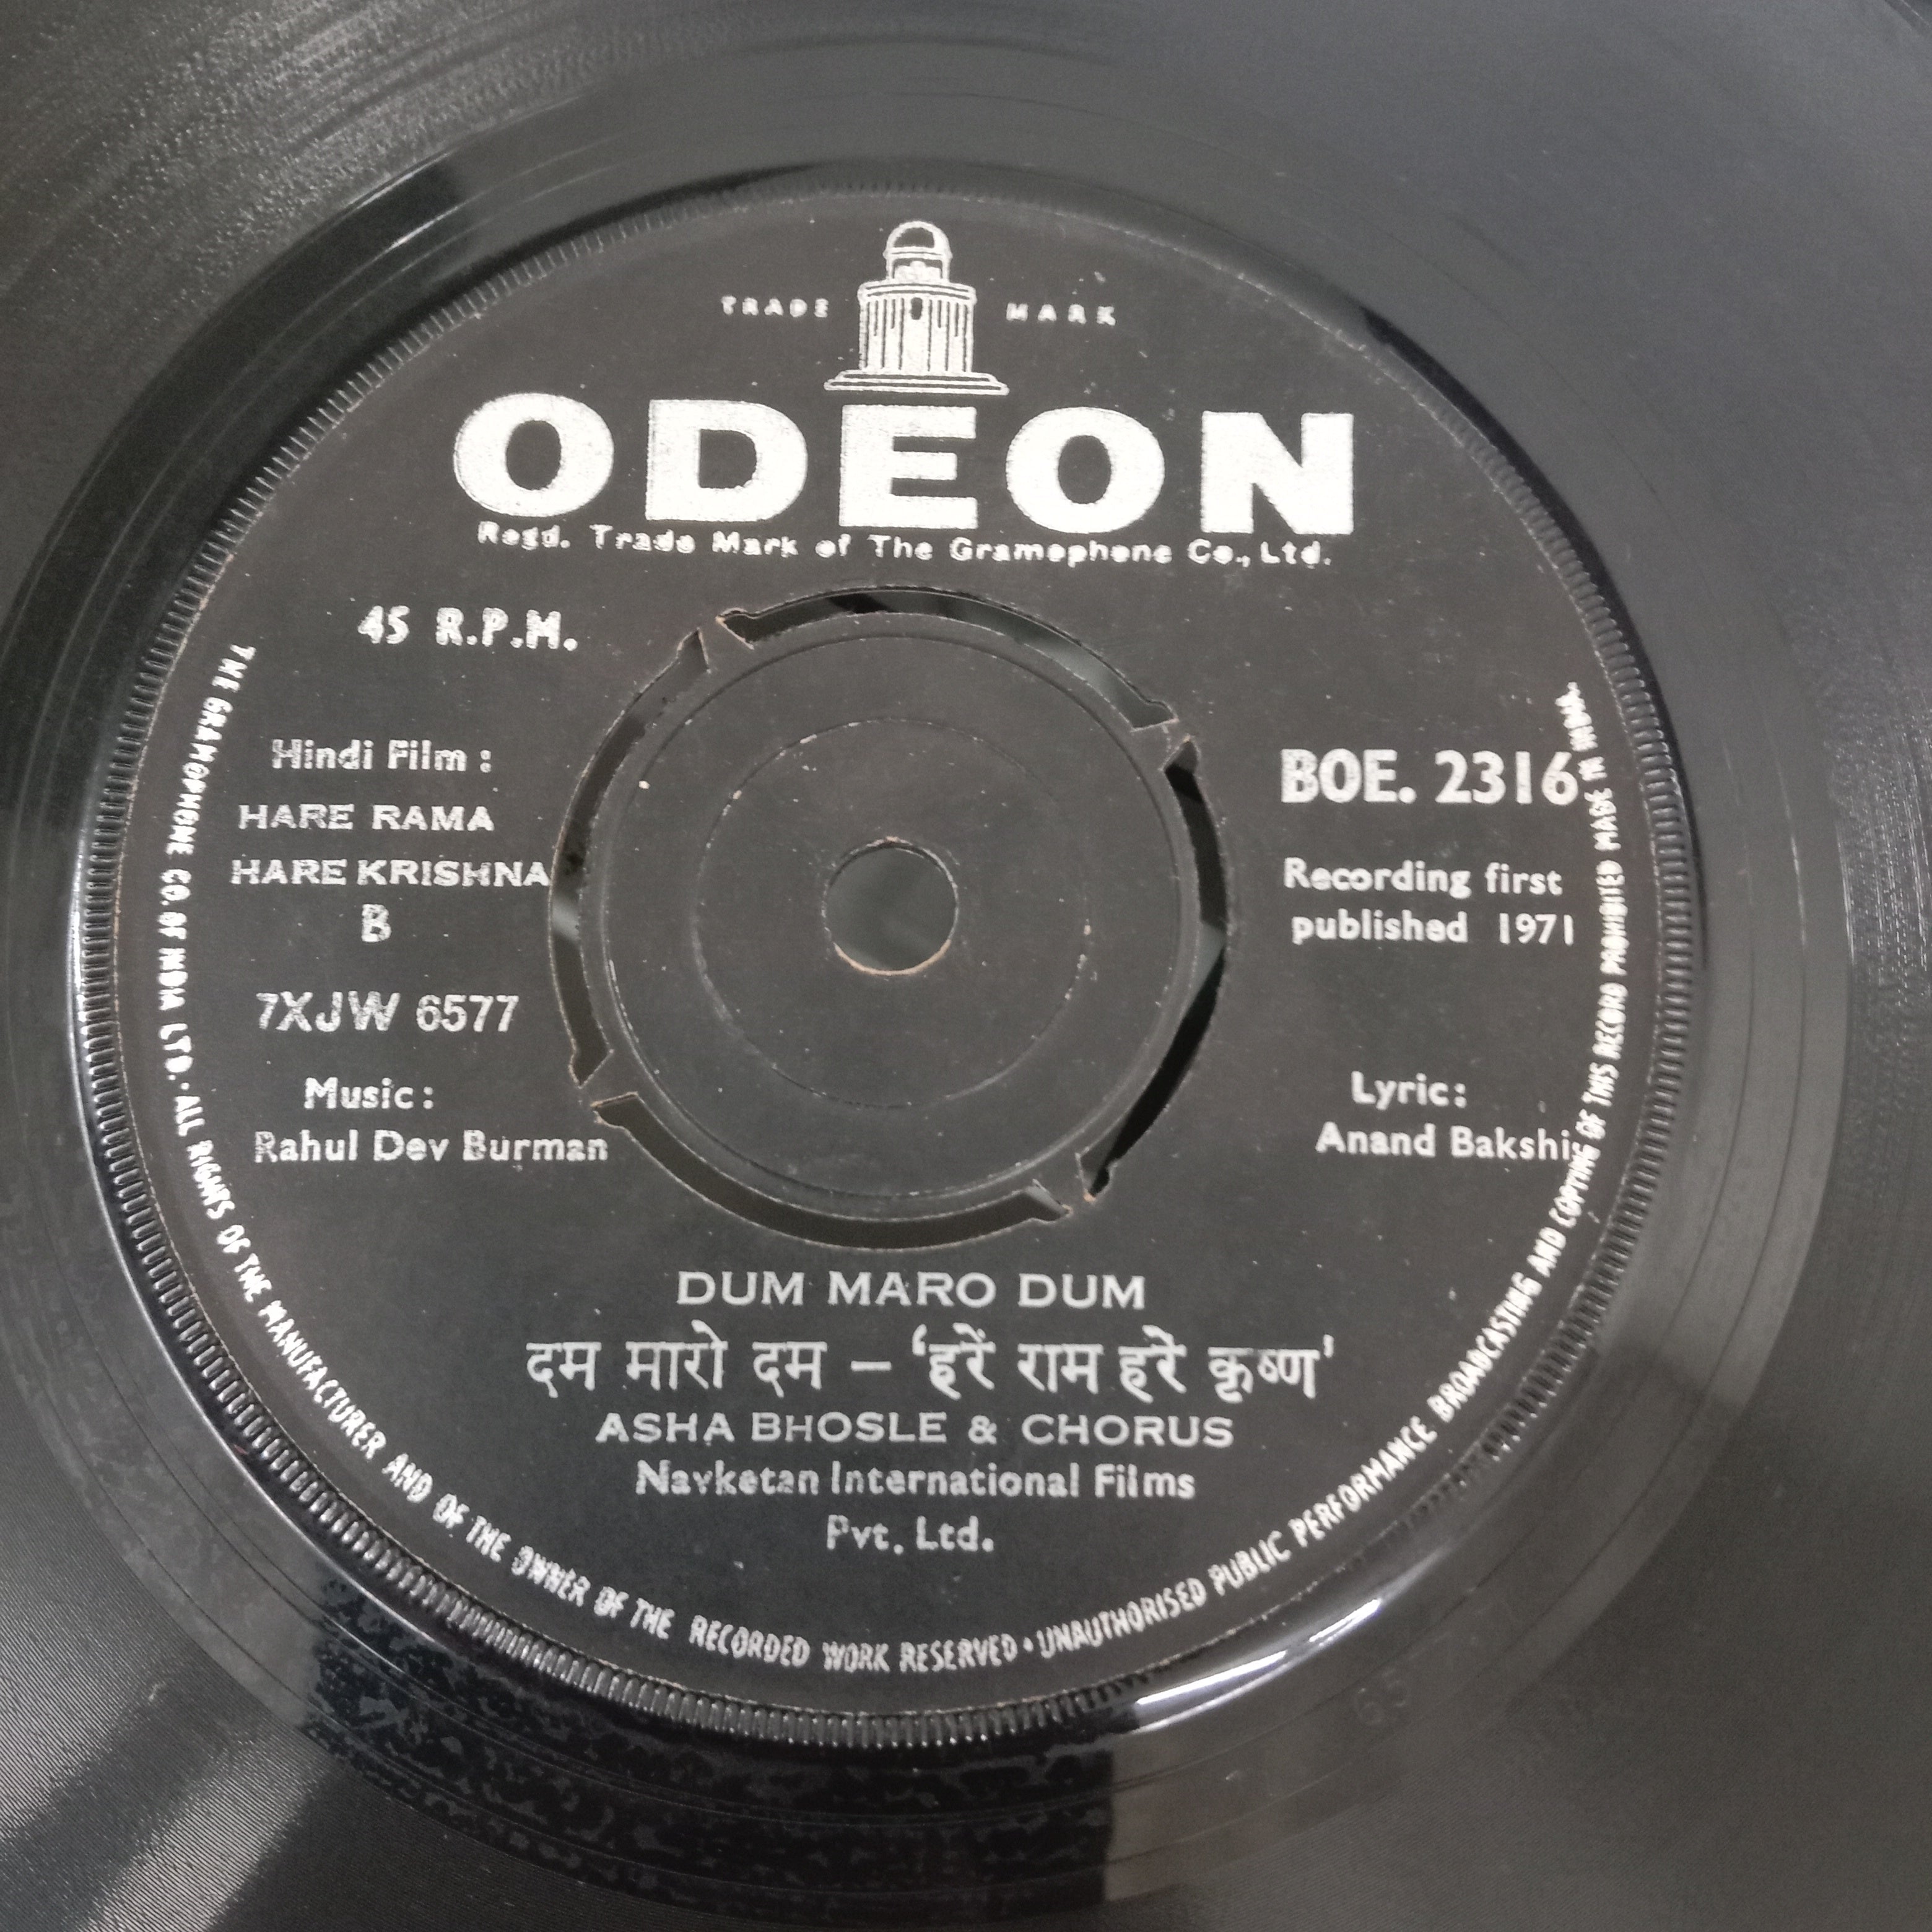 TRADE MARK
ODEON
Regd. Trade Mark of The Gramophone Co., Ltd.
45 R.P.M.
Hindi Film :
HARE RAMA
HARE KRISHNA
B
7XJW 6577
Music :
Rahul Dev Burman
BOE. 2316
Recording first
published 1971
Lyric :
Anand Bakshi
DUM MARO DUM
दम मारो दम – ‘हरें राम हरें कृष्ण’
ASHA BHOSLE & CHORUS
Navketan International Films
Pvt. Ltd.
THE GRAMOPHONE CO. OF INDIA LTD. · ALL RIGHTS OF THE MANUFACTURER AND OF THE OWNER OF THE RECORDED WORK RESERVED · UNAUTHORISED PUBLIC PERFORMANCE BROADCASTING AND COPYING OF THIS RECORD PROHIBITED MADE IN INDIA.